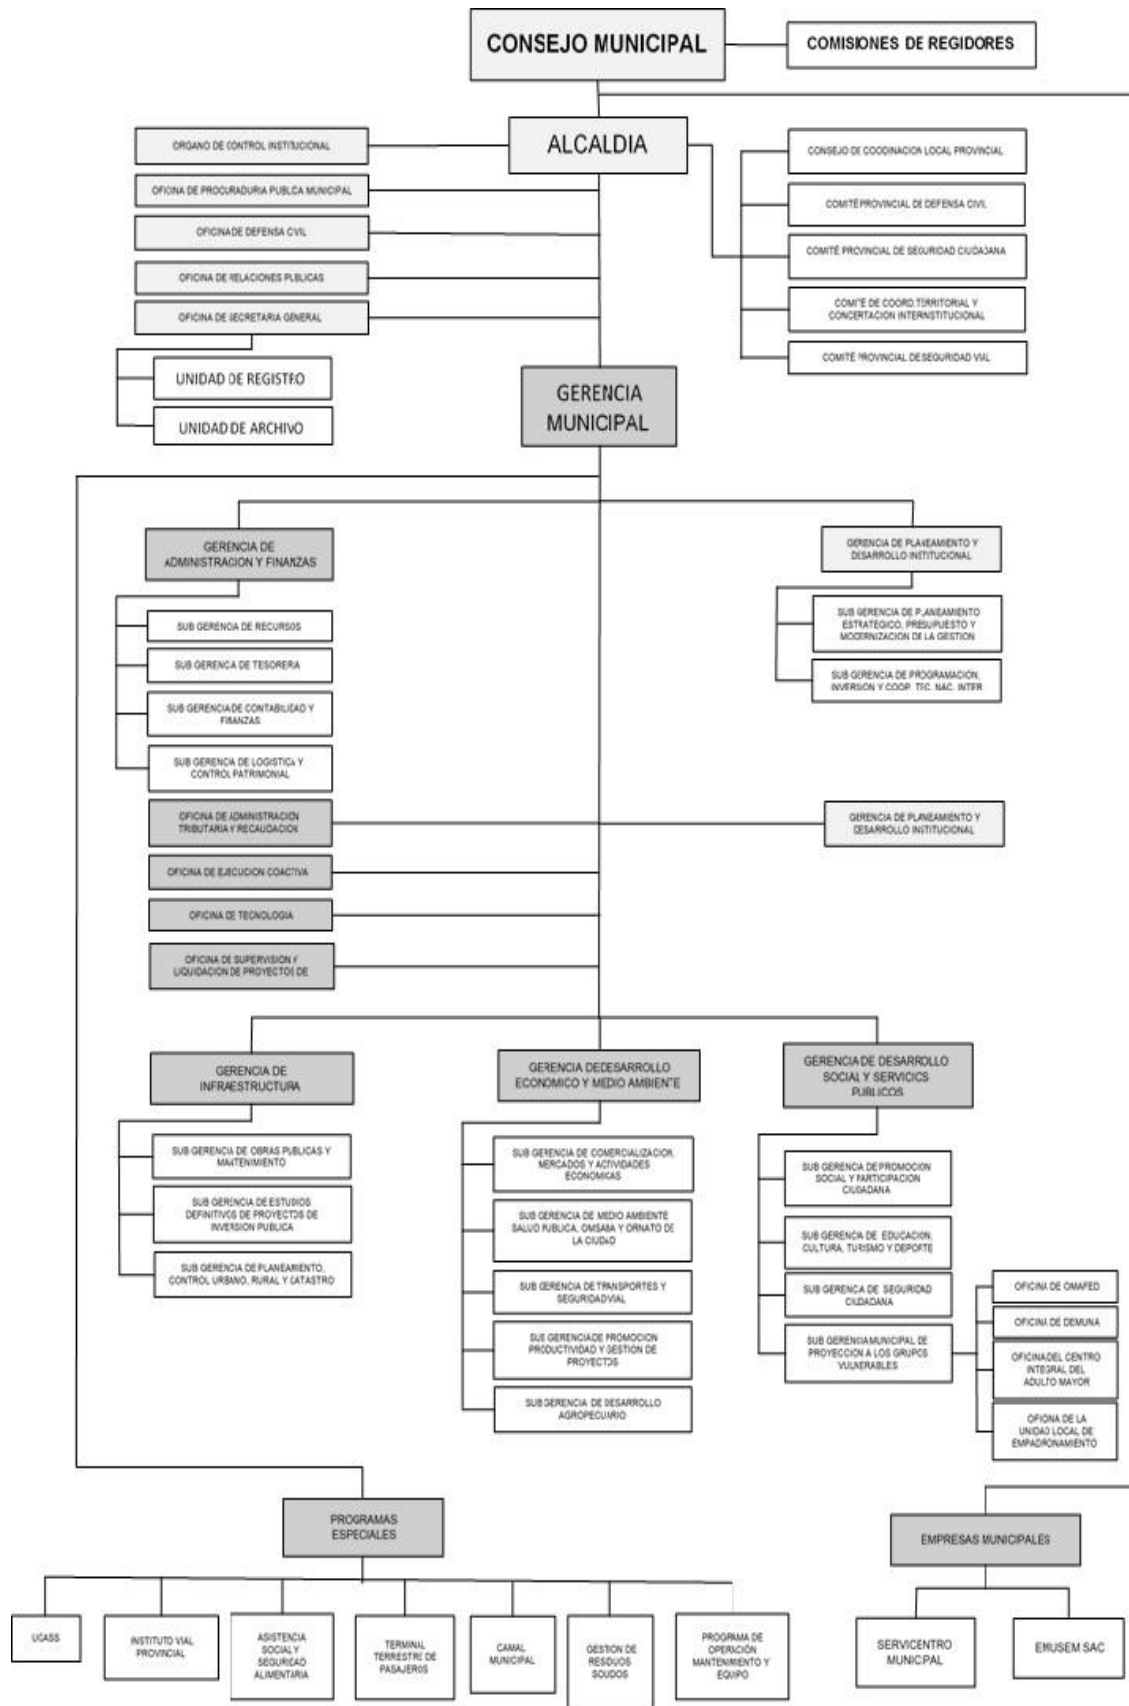 CONSEJO MUNICIPAL
COMISIONES DE REGIDORES
ALCALDIA
ORGANO DE CONTROL INSTITUCIONAL
OFICINA DE PROCURADURIA PUBLICA MUNICIPAL
OFICINA DE DEFENSA CIVIL
OFICINA DE RELACIONES PUBLICAS
OFICINA DE SECRETARIA GENERAL
UNIDAD DE REGISTRO
UNIDAD DE ARCHIVO
CONSEJO DE COODINACION LOCAL PROVINCIAL
COMITÉ PROVINCIAL DE DEFENSA CIVIL
COMITÉ PROVINCIAL DE SEGURIDAD CIUDADANA
COMITÉ DE COORD. TERRITORIAL Y
CONCERTACION INTERNSTITUCIONAL
COMITÉ PROVINCIAL DE SEGURIDAD VIAL
GERENCIA
MUNICIPAL
GERENCIA DE
ADMINISTRACION Y FINANZAS
SUB GERENCIA DE RECURSOS
SUB GERENCA DE TESORERIA
SUB GERENCIA DE CONTABILIDAD Y
FINANZAS
SUB GERENCIA DE LOGISTICA Y
CONTROL PATRIMONIAL
GERENCIA DE PLANEAMIENTO Y
DESARROLLO INSTITUCIONAL
SUB GERENCIA DE PLANEAMIENTO
ESTRATEGICO, PRESUPUESTO Y
MODERNIZACION DE LA GESTION
SUB GERENCIA DE PROGRAMACION,
INVERSION Y COOP. TEC. NAC. INTER
OFICINA DE ADMINISTRACION
TRIBUTARIA Y RECAUDACION
GERENCIA DE PLANEAMIENTO Y
DESARROLLO INSTITUCIONAL
OFICINA DE EJECUCION COACTIVA
OFICINA DE TECNOLOGIA
OFICINA DE SUPERVISION Y
LIQUIDACION DE PROYECTOS DE
GERENCIA DE
INFRAESTRUCTURA
SUB GERENCIA DE OBRAS PUBLICAS Y
MANTENIMIENTO
SUB GERENCIA DE ESTUDIOS
DEFINITIVOS DE PROYECTOS DE
INVERSION PUBLICA
SUB GERENCIA DE PLANEAMIENTO,
CONTROL URBANO, RURAL Y CATASTRO
GERENCIA DEDESARROLLO
ECONOMICO Y MEDIO AMBIENTE
SUB GERENCIA DE COMERCIALIZACION,
MERCADOS Y ACTIVIDADES
ECONOMICAS
SUB GERENCIA DE MEDIO AMBIENTE
SALUD PUBLICA, OMSABA Y ORNATO DE
LA CIUDAD
SUB GERENCIA DE TRANSPORTES Y
SEGURIDAD VIAL
SUB GERENCIA DE PROMOCION
PRODUCTIVIDAD Y GESTION DE
PROYECTOS
SUB GERENCIA DE DESARROLLO
AGROPECUARIO
GERENCIA DE DESARROLLO
SOCIAL Y SERVICIOS
PUBLICOS
SUB GERENCIA DE PROMOCION
SOCIAL Y PARTICIPACION
CIUDADANA
SUB GERENCIA DE EDUCACION,
CULTURA, TURISMO Y DEPORTE
SUB GERENCA DE SEGURIDAD
CIUDADANA
SUB GERENCIA MUNICIPAL DE
PROYECCION A LOS GRUPOS
VULNERABLES
OFICINA DE OMAPED
OFICINA DE DEMUNA
OFICINA DEL CENTRO
INTEGRAL DEL
ADULTO MAYOR
OFICINA DE LA
UNIDAD LOCAL DE
EMPADRONAMIENTO
PROGRAMAS
ESPECIALES
EMPRESAS MUNICIPALES
UGASS
INSTITUTO VIAL
PROVINCIAL
ASISTENCIA
SOCIAL Y
SEGURIDAD
ALIMENTARIA
TERMINAL
TERRESTRE DE
PASAJEROS
CAMAL
MUNICIPAL
GESTION DE
RESIDUOS
SOLIDOS
PROGRAMA DE
OPERACIÓN
MANTENIMIENTO Y
EQUIPO
SERVICENTRO
MUNICIPAL
EMUSEM SAC